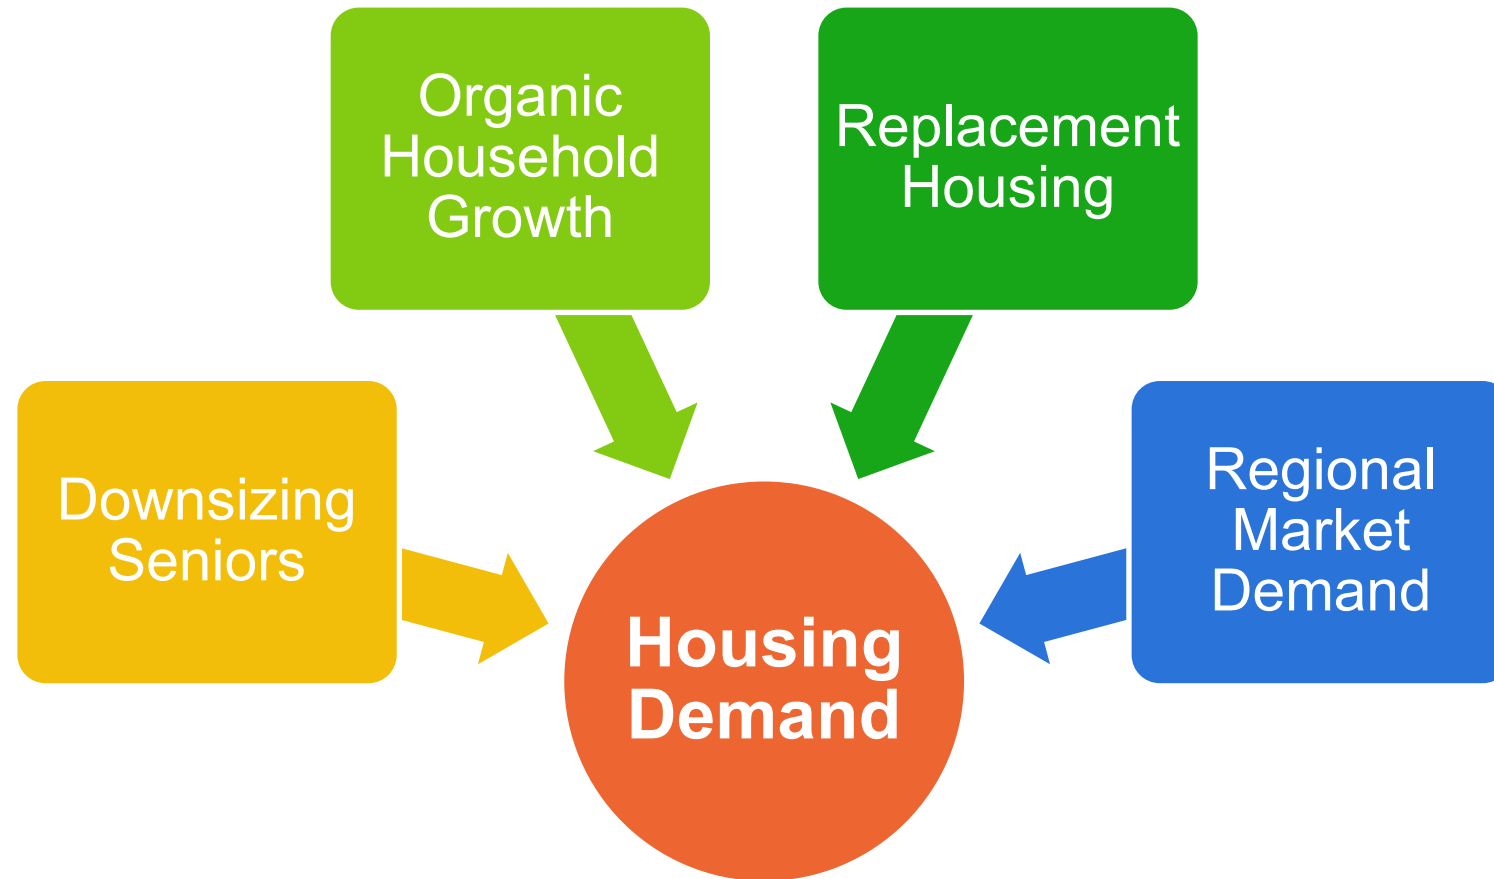 Organic
Household
Growth
Replacement
Housing
Downsizing
Seniors
Regional
Market
Demand
Housing
Demand